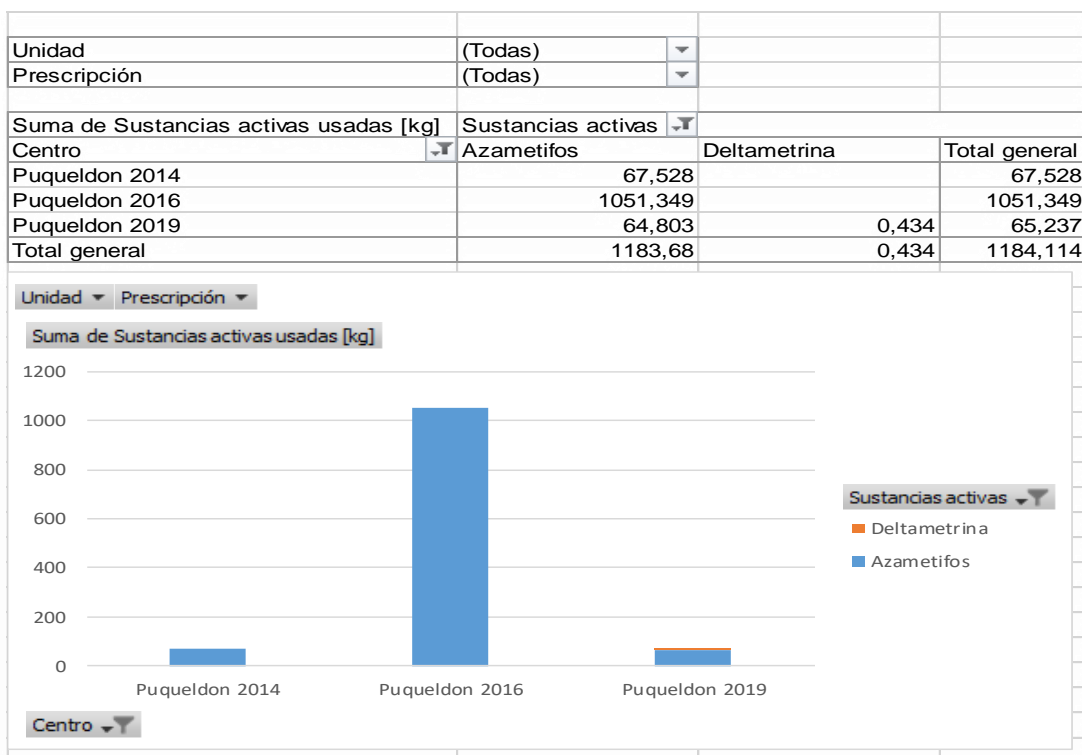 Unidad (Todas)
Prescripción (Todas)
Suma de Sustancias activas usadas [kg] Sustancias activas
Centro Azametifos Deltametrina Total general
Puqueldon 2014 67,528 67,528
Puqueldon 2016 1051,349 1051,349
Puqueldon 2019 64,803 0,434 65,237
Total general 1183,68 0,434 1184,114
Unidad Prescripción
Suma de Sustancias activas usadas [kg]
1200
1000
800
600
400
200
0
Puqueldon 2014 Puqueldon 2016 Puqueldon 2019
Sustancias activas
Deltametrina
Azametifos
Centro